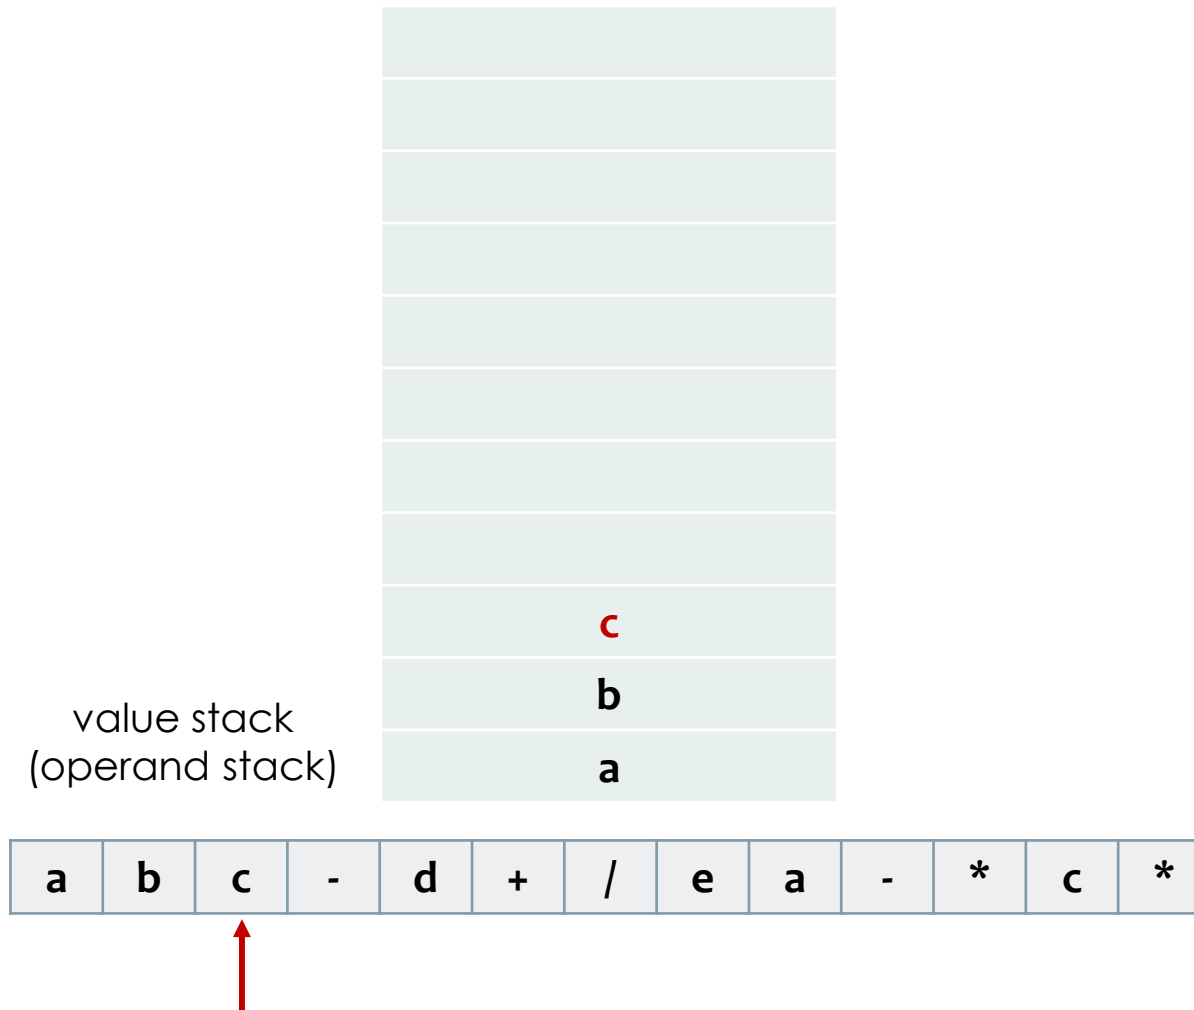 c
b
value stack
(operand stack)
a
a b c - d + / e a - * c *